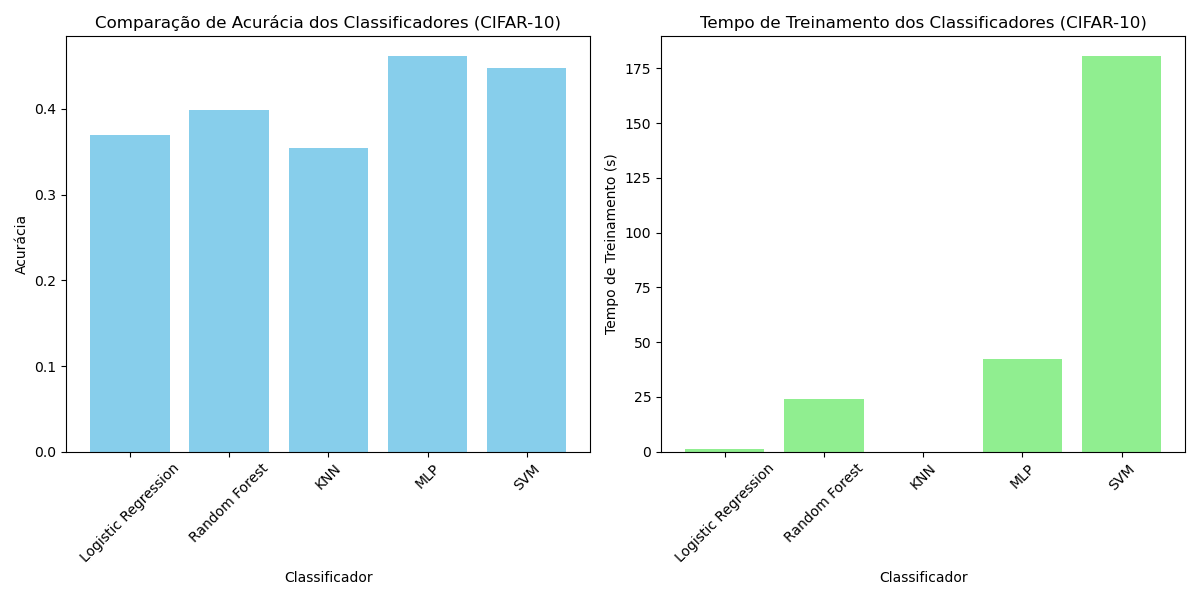 Comparação de Acurácia dos Classificadores (CIFAR-10)
Acurácia
0.4
0.3
0.2
0.1
0.0
Logistic Regression
Random Forest
KNN
MLP
SVM
Classificador
Tempo de Treinamento dos Classificadores (CIFAR-10)
Tempo de Treinamento (s)
175
150
125
100
75
50
25
0
Logistic Regression
Random Forest
KNN
MLP
SVM
Classificador